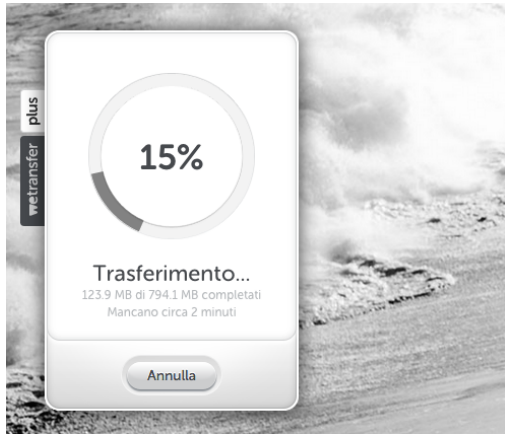 plus
wetransfer
15%
Trasferimento...
123.9 MB di 794.1 MB completati
Mancano circa 2 minuti
Annulla